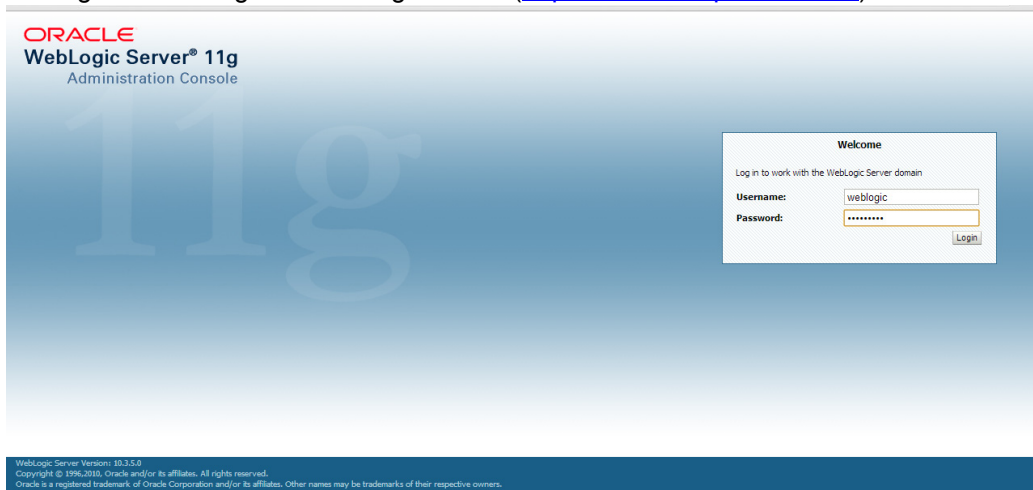 ORACLE
WebLogic Server® 11g
Administration Console
11g
Welcome
Log in to work with the WebLogic Server domain
Username:
weblogic
Password:
•••••••••
Login
WebLogic Server Version: 10.3.5.0
Copyright © 1996,2010, Oracle and/or its affiliates. All rights reserved.
Oracle is a registered trademark of Oracle Corporation and/or its affiliates. Other names may be trademarks of their respective owners.